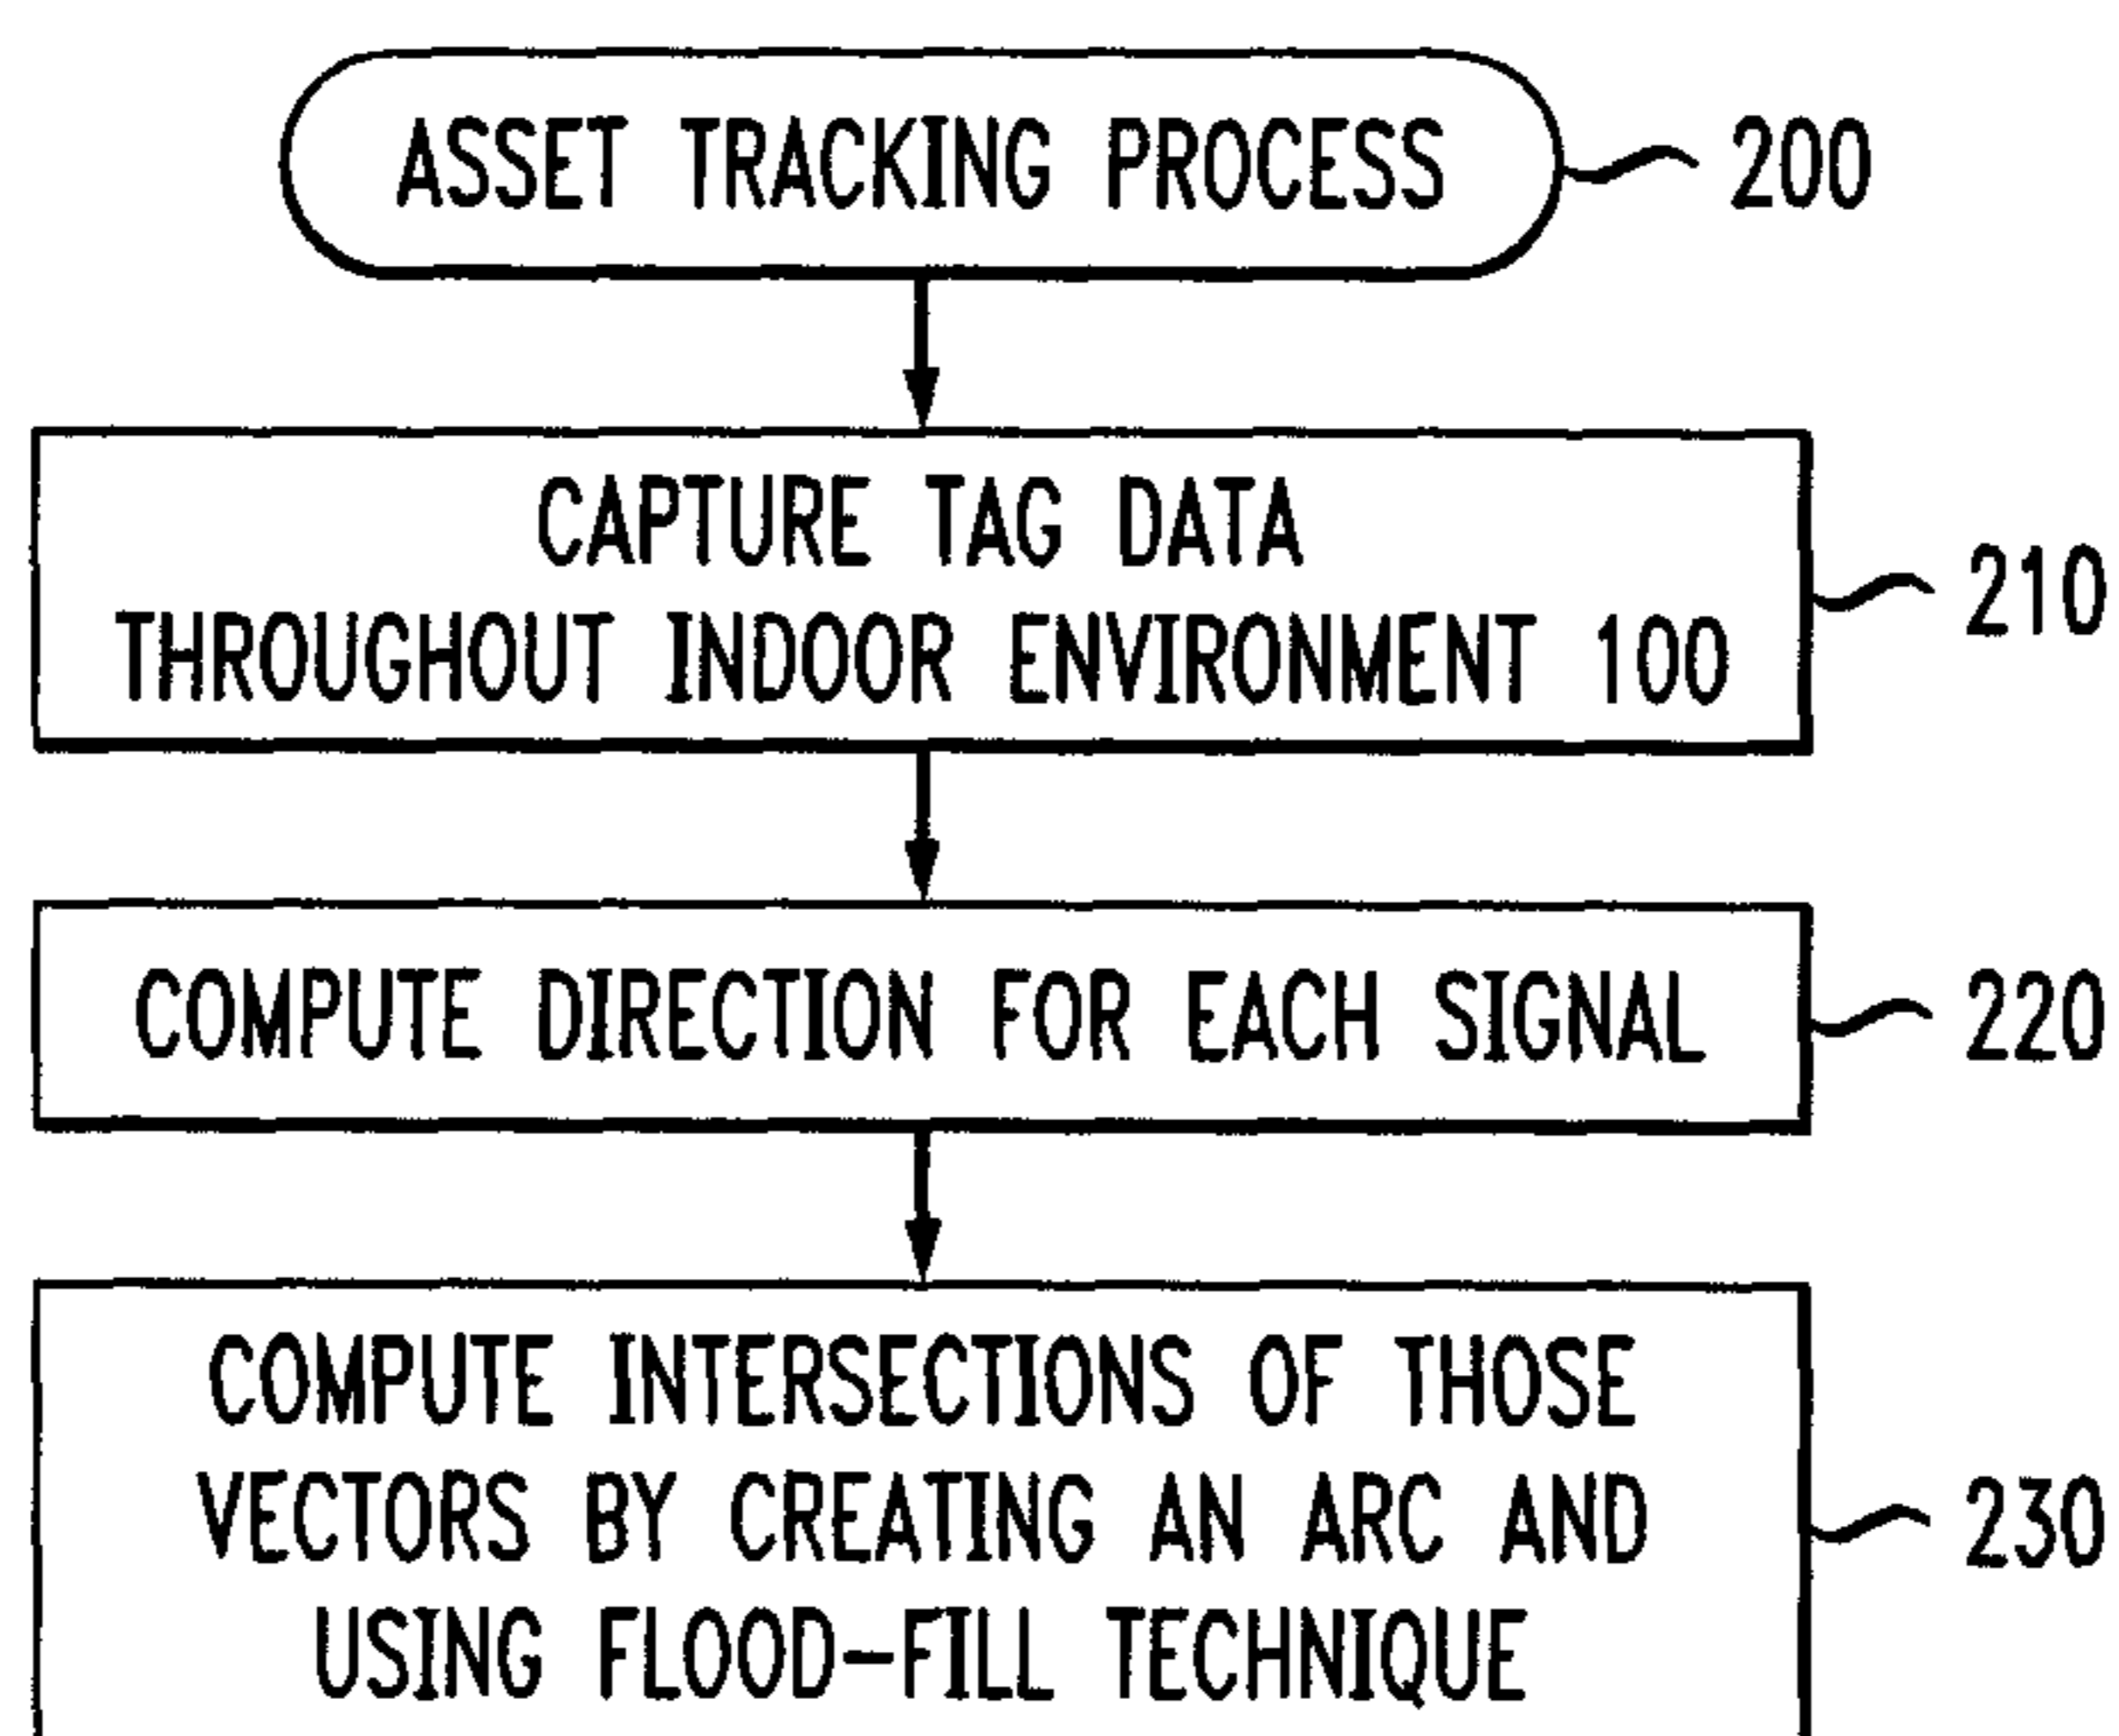 ASSET TRACKING PROCESS 200
CAPTURE TAG DATA
THROUGHOUT INDOOR ENVIRONMENT 100
210
COMPUTE DIRECTION FOR EACH SIGNAL 220
COMPUTE INTERSECTIONS OF THOSE
VECTORS BY CREATING AN ARC AND
USING FLOOD-FILL TECHNIQUE
230